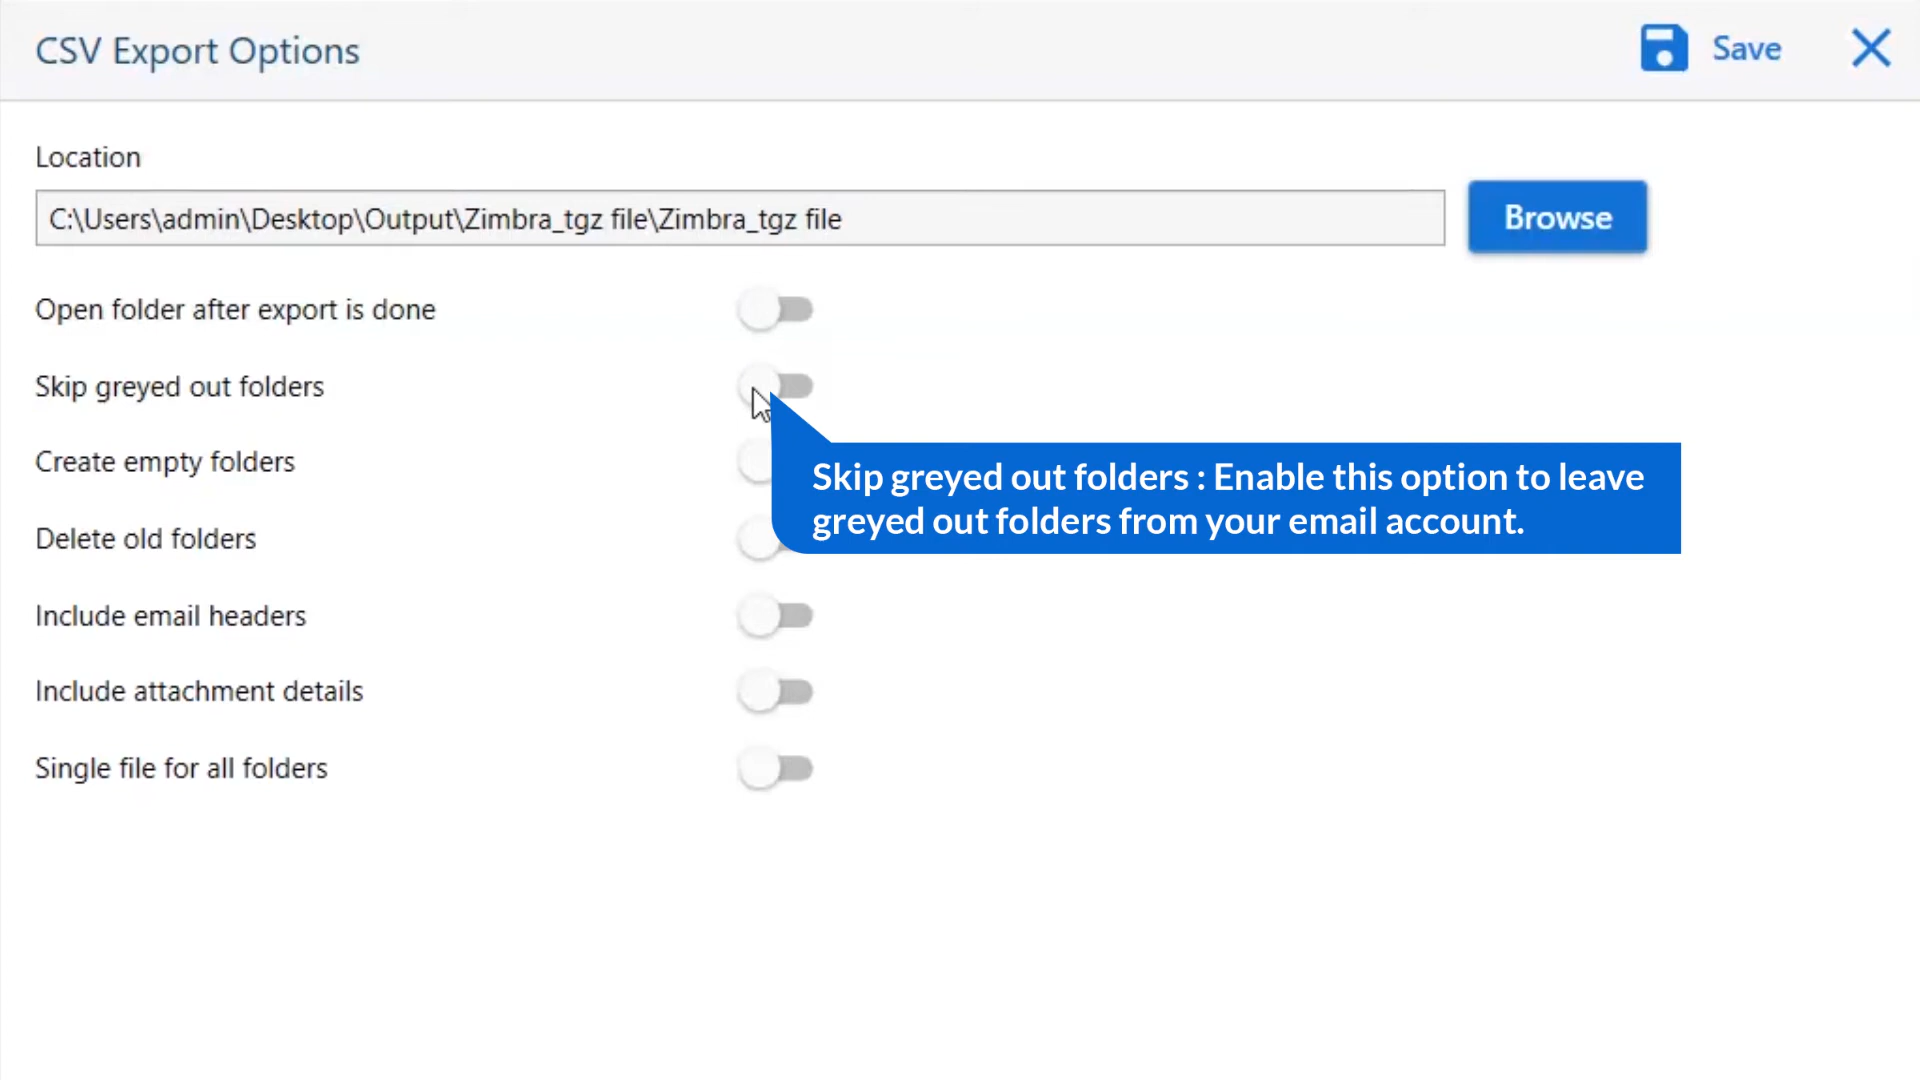 CSV Export Options
Save
Location
C:\Users\admin\Desktop\Output\Zimbra_tgz file\Zimbra_tgz file
Browse
Open folder after export is done
Skip greyed out folders
Create empty folders
Skip greyed out folders : Enable this option to leave
greyed out folders from your email account.
Delete old folders
Include email headers
Include attachment details
Single file for all folders